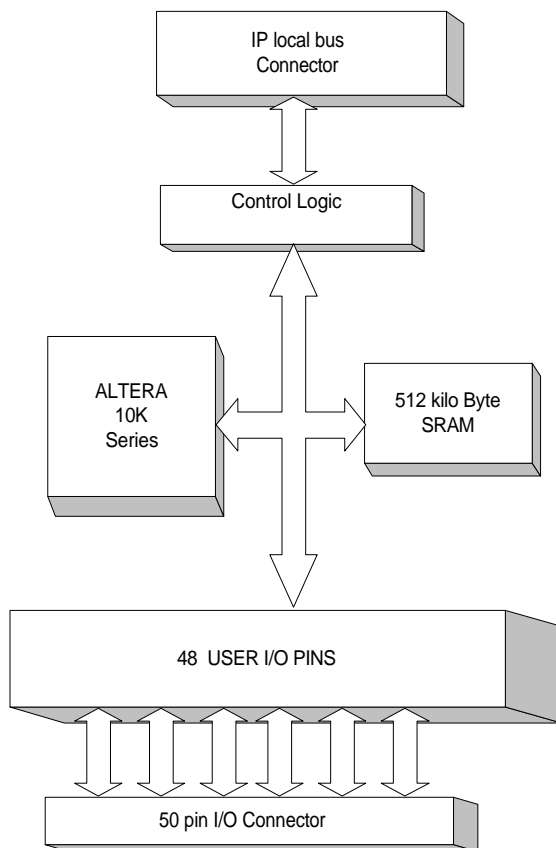 IP local bus
Connector
Control Logic
ALTERA
10K
Series
512 kilo Byte
SRAM
48 USER I/O PINS
50 pin I/O Connector